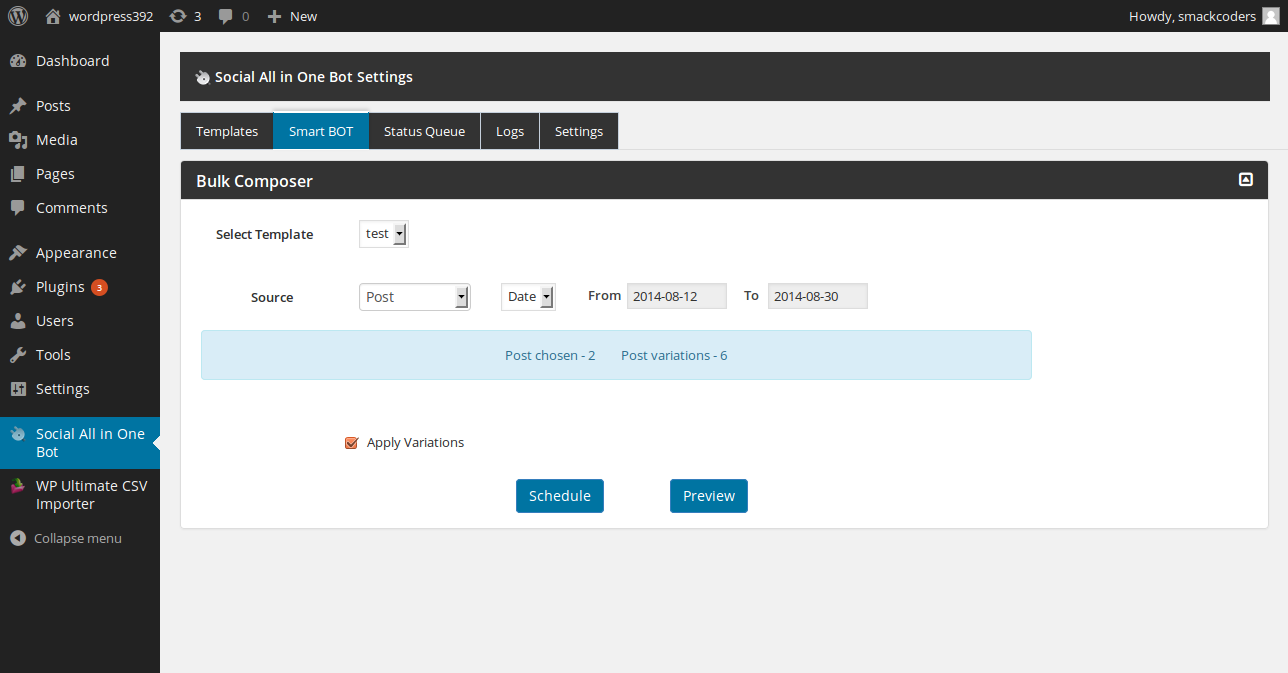 wordpress392 3 0 New Howdy, smackcoders
Dashboard
Posts
Media
Pages
Comments
Appearance
Plugins 3
Users
Tools
Settings
Social All in One
Bot
WP Ultimate CSV
Importer
Collapse menu
Social All in One Bot Settings
Templates Smart BOT Status Queue Logs Settings
Bulk Composer
Select Template test
Source Post Date From 2014-08-12 To 2014-08-30
Post chosen - 2 Post variations - 6
Apply Variations
Schedule Preview